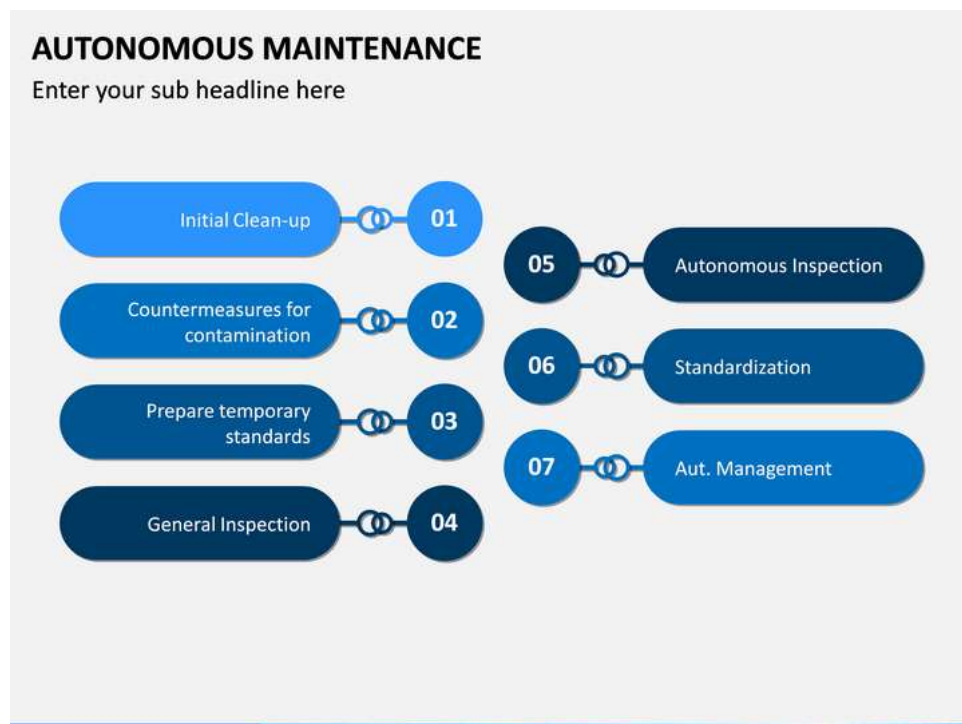 AUTONOMOUS MAINTENANCE
Enter your sub headline here
Initial Clean-up
01
Countermeasures for
contamination
02
Prepare temporary
standards
03
General Inspection
04
05
Autonomous Inspection
06
Standardization
07
Aut. Management